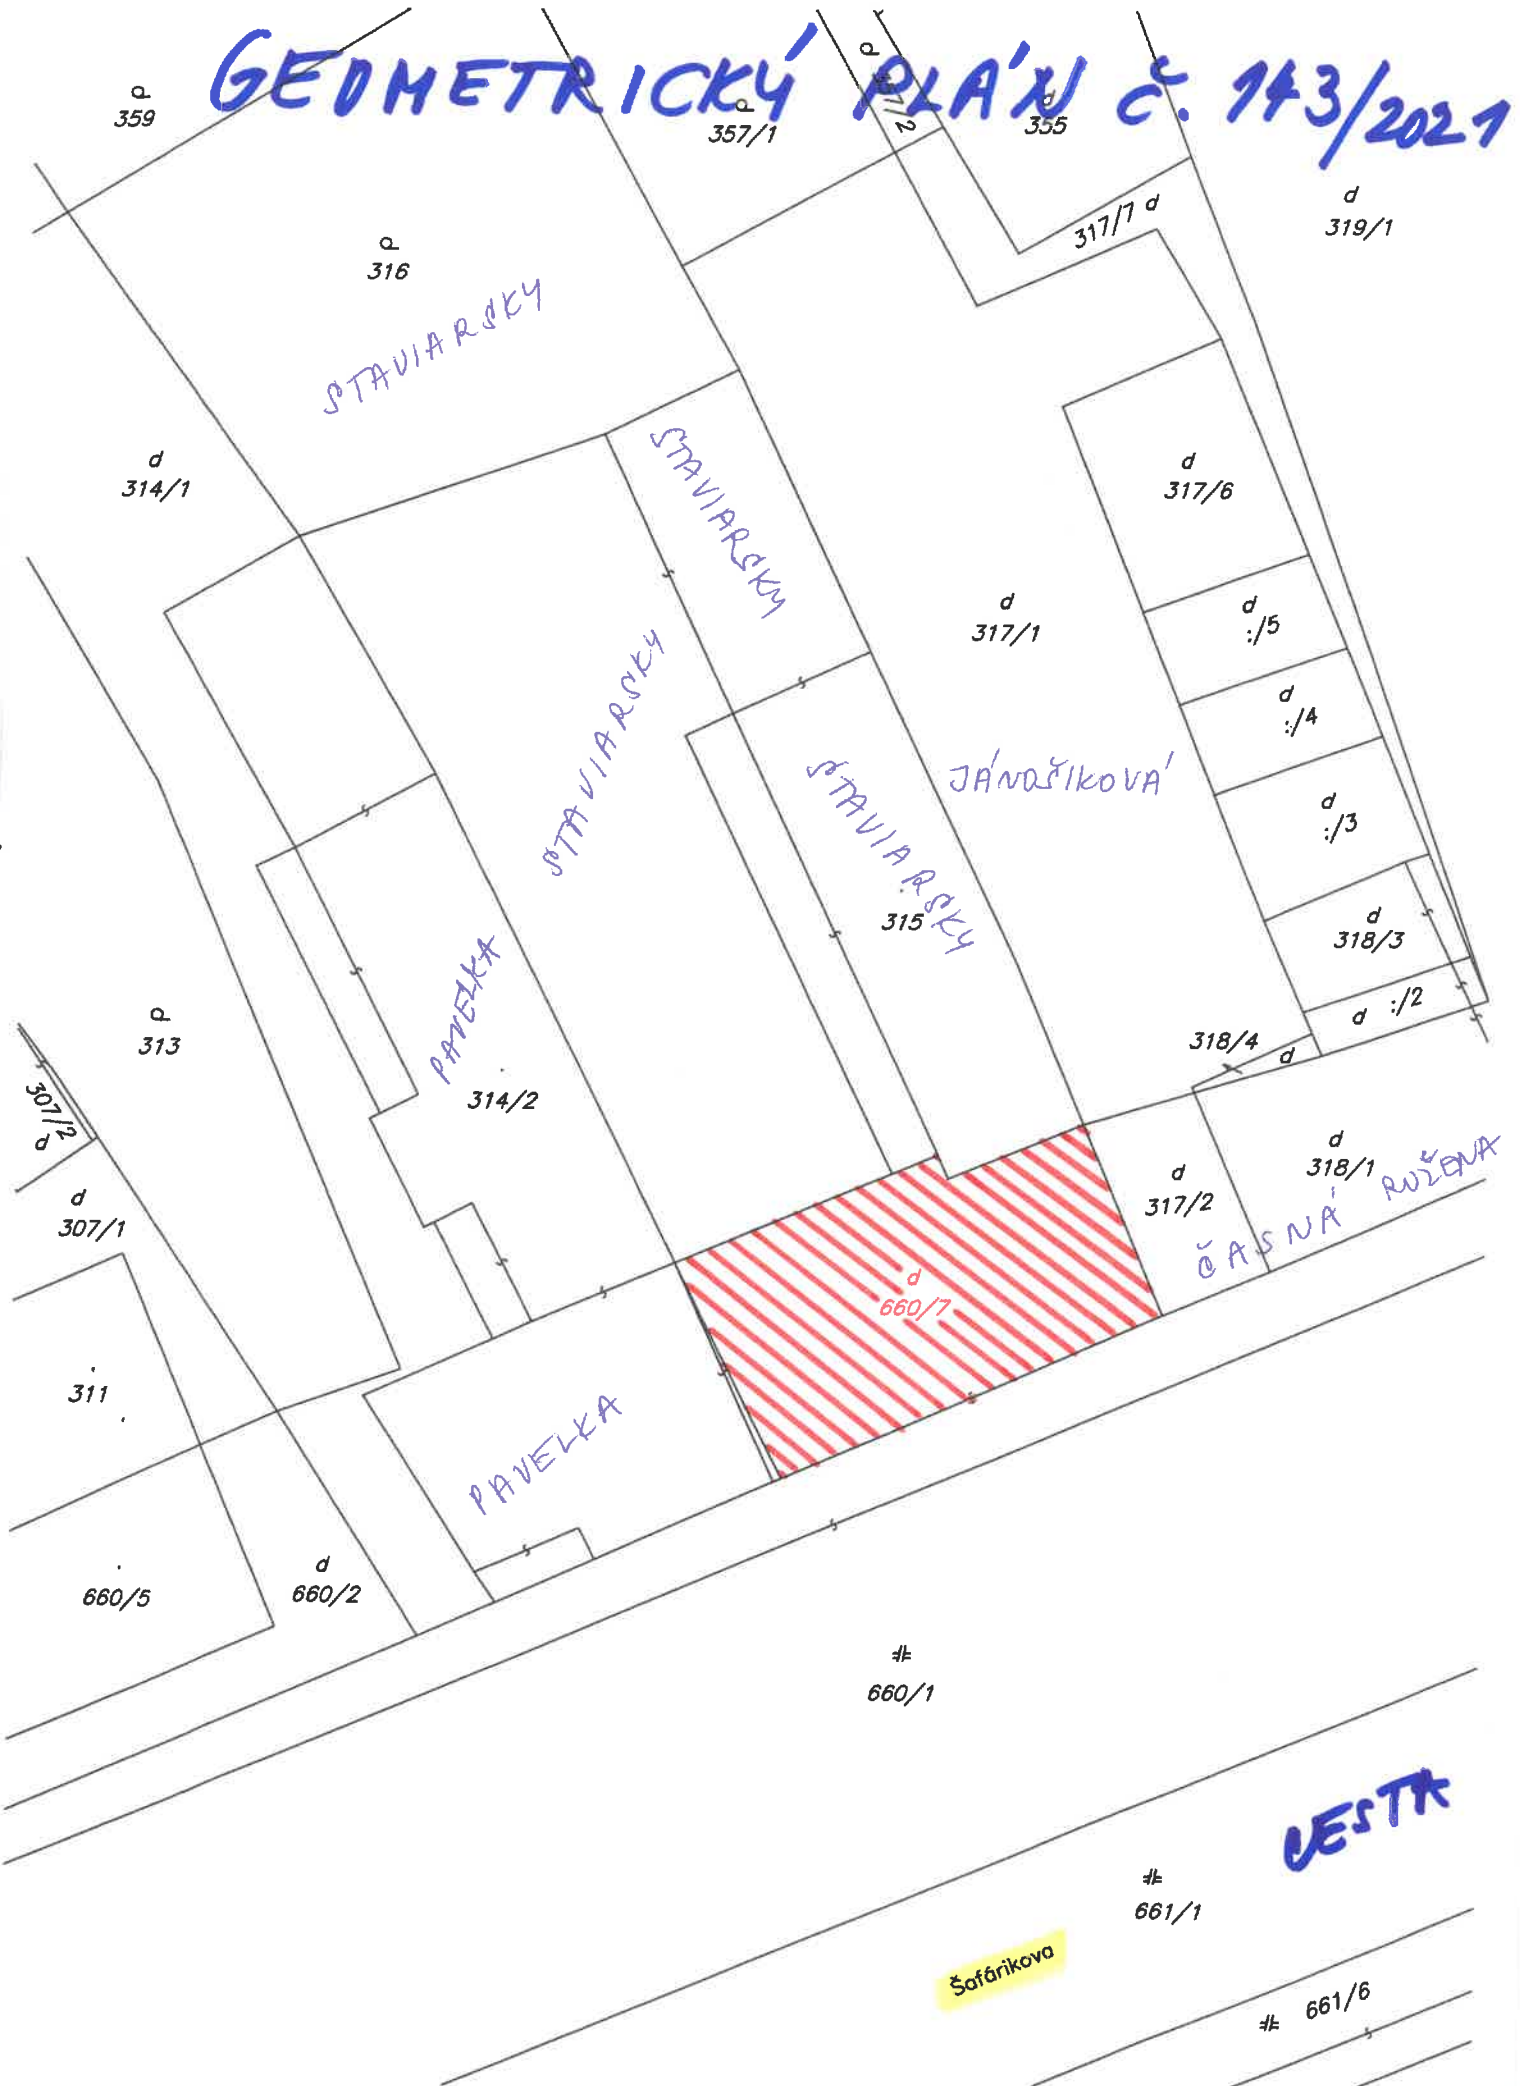 GEOMETRICKÝ PLÁN č. 143/2021
359
357/1
355
d
319/1
317/7 d
316
STAVIARSKY
d
314/1
STAVIARSKY
d
317/6
d
317/1
d
:/5
STAVIARSKY
d
:/4
JÁNOŠIKOVÁ
STAVIARSKY
d
:/3
315
d
318/3
PAVELKA
d :/2
313
318/4
d
314/2
307/2
d
d
318/1
d
317/2
RUŽENA
ČASNÁ
d
307/1
d
660/7
311
PAVELKA
660/5
d
660/2
660/1
CESTA
661/1
Šafárikova
661/6